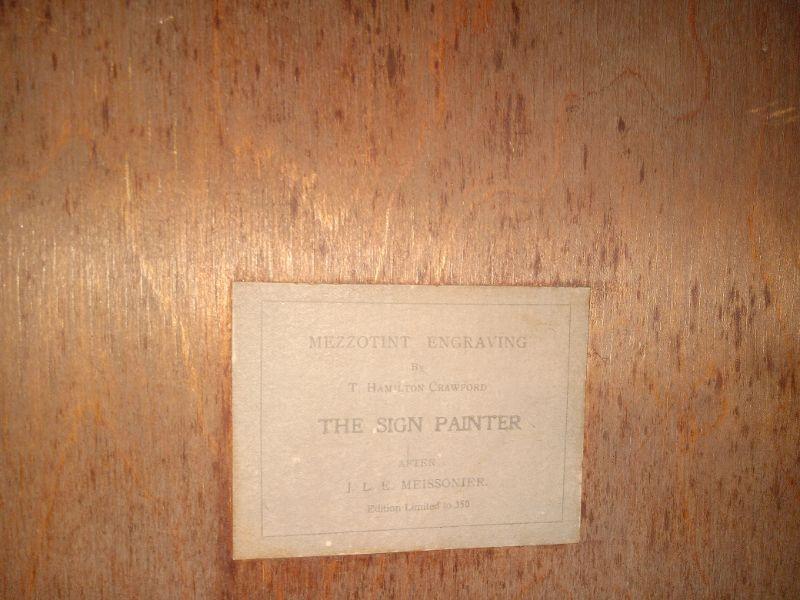 MEZZOTINT ENGRAVING
By
T. HAMILTON CRAWFORD
THE SIGN PAINTER
AFTER
J. L. E. MEISSONIER.
Edition Limited to 350